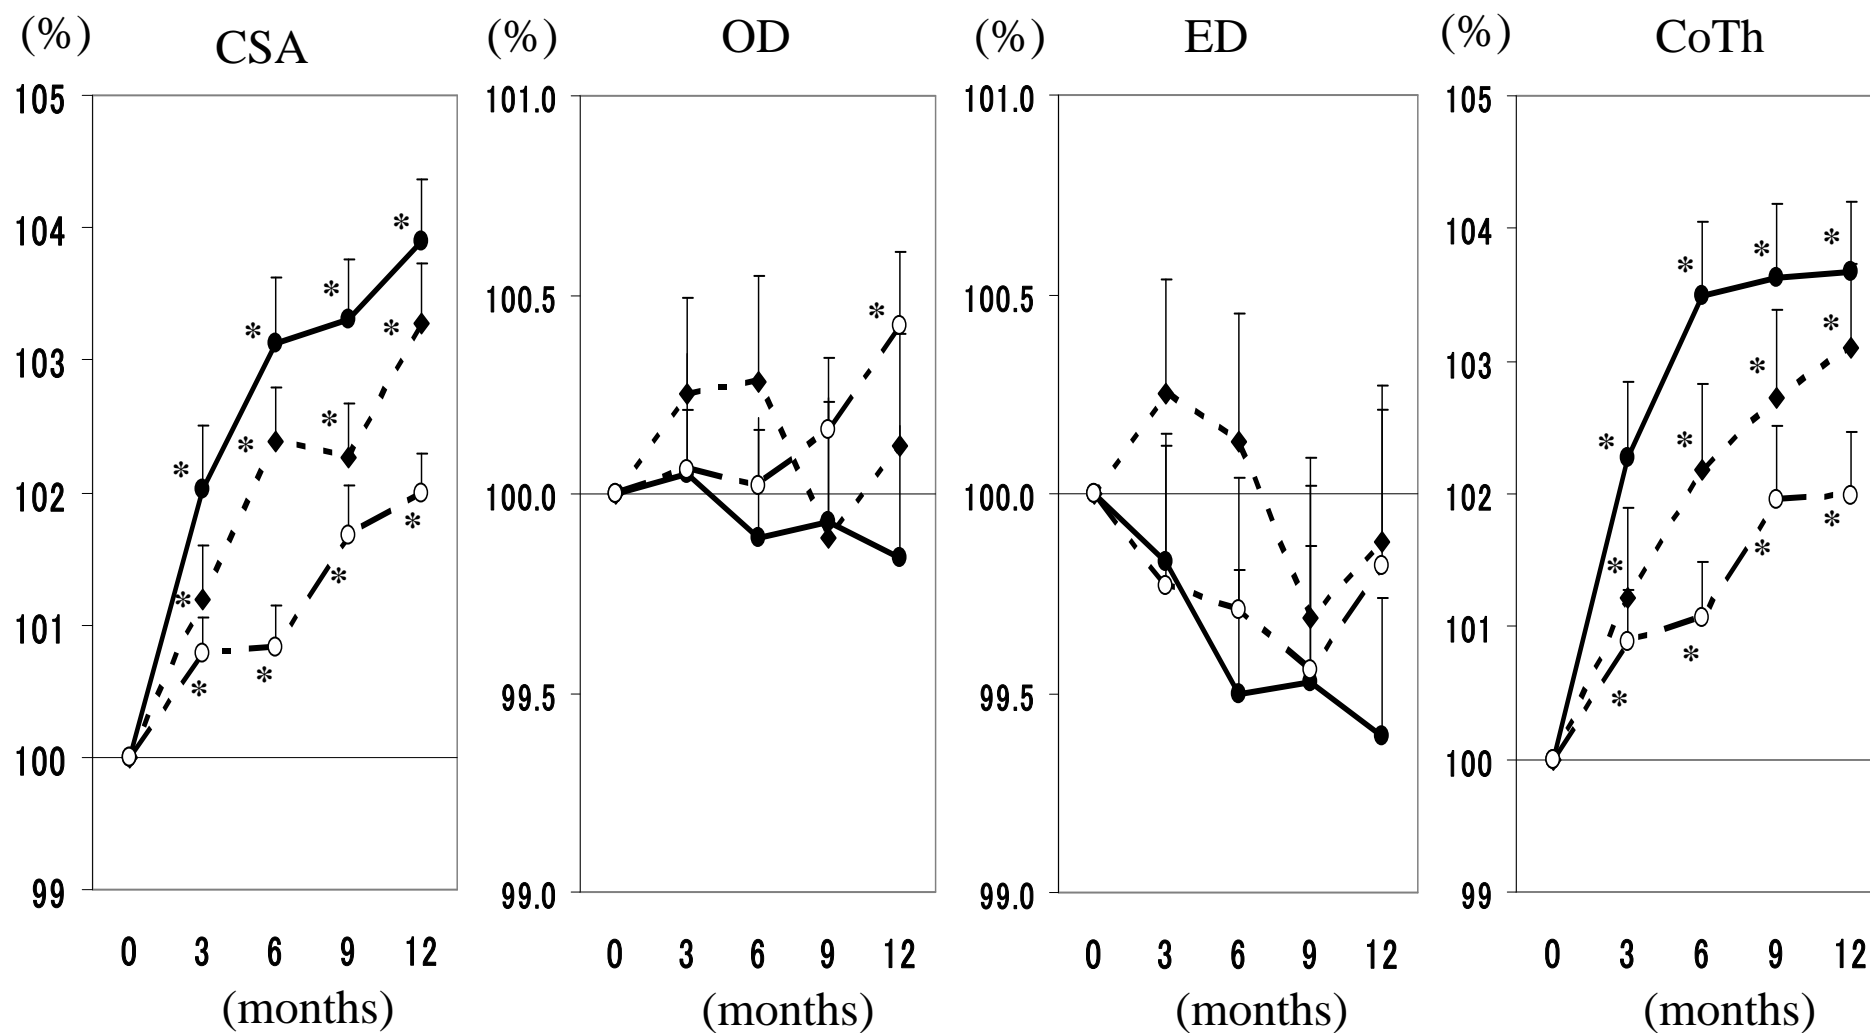 (%) CSA (%) OD (%) ED (%) CoTh
105 101.0 101.0 105
104 100.5 100.5 104
103 100.0 100.0 103
102 99.5 99.5 102
101 99.0 99.0 101
100 100
99 99
* * * * * * * * * * * *
*
* * * * * * * * * * * *
0 3 6 9 12 0 3 6 9 12 0 3 6 9 12 0 3 6 9 12
(months) (months) (months) (months)